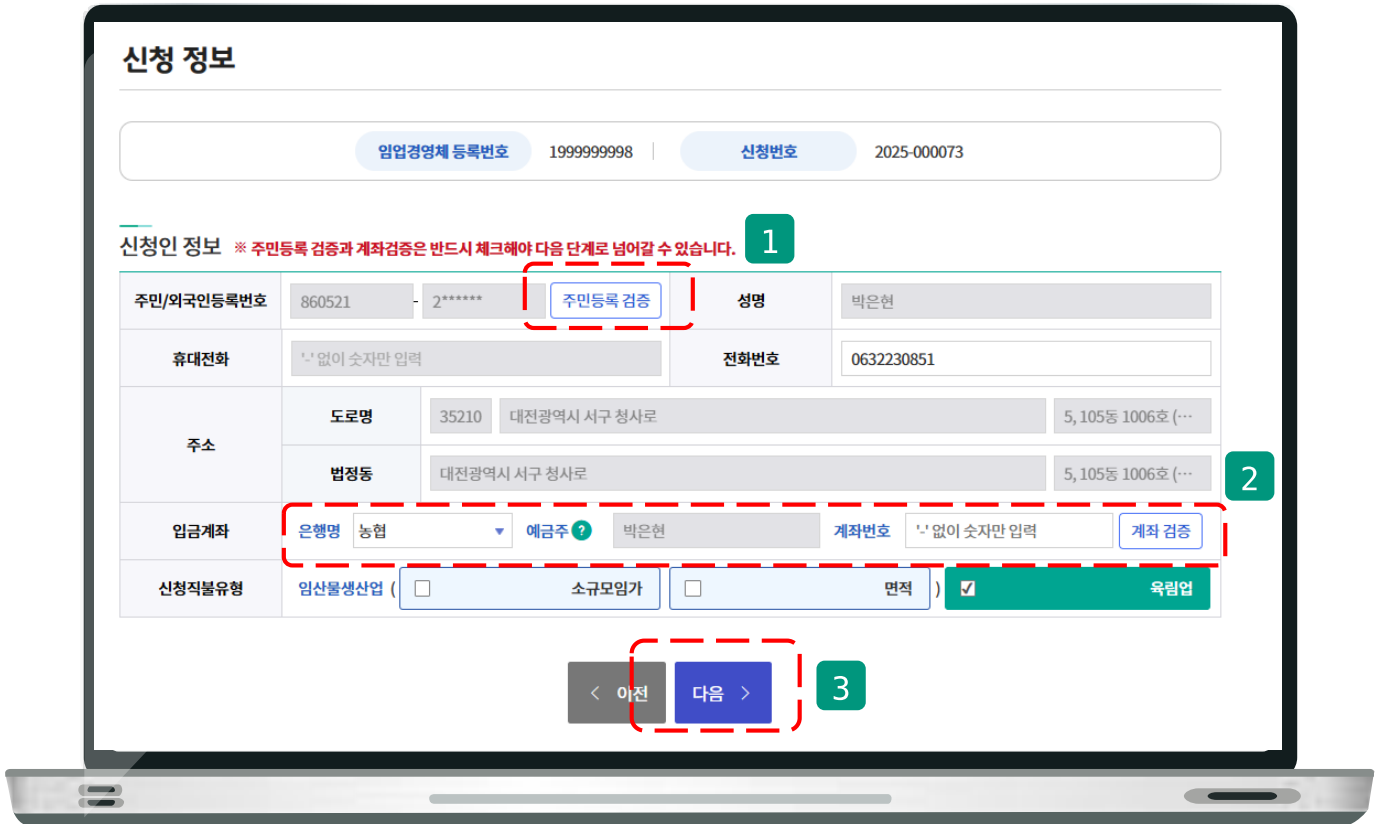 신청 정보
임업경영체 등록번호 1999999998 신청번호 2025-000073
신청인 정보 ※ 주민등록 검증과 계좌검증은 반드시 체크해야 다음 단계로 넘어갈 수 있습니다. 1
주민/외국인등록번호 860521 - 2****** 주민등록 검증 성명 박은현
휴대전화 '-' 없이 숫자만 입력 전화번호 0632230851
주소 도로명 35210 대전광역시 서구 청사로 5, 105동 1006호 (…
법정동 대전광역시 서구 청사로 5, 105동 1006호 (… 2
입금계좌 은행명 농협 예금주 ? 박은현 계좌번호 '-' 없이 숫자만 입력 계좌 검증
신청직불유형 임산물생산업 ( 소규모임가 면적 ) 육림업
< 이전 다음 > 3